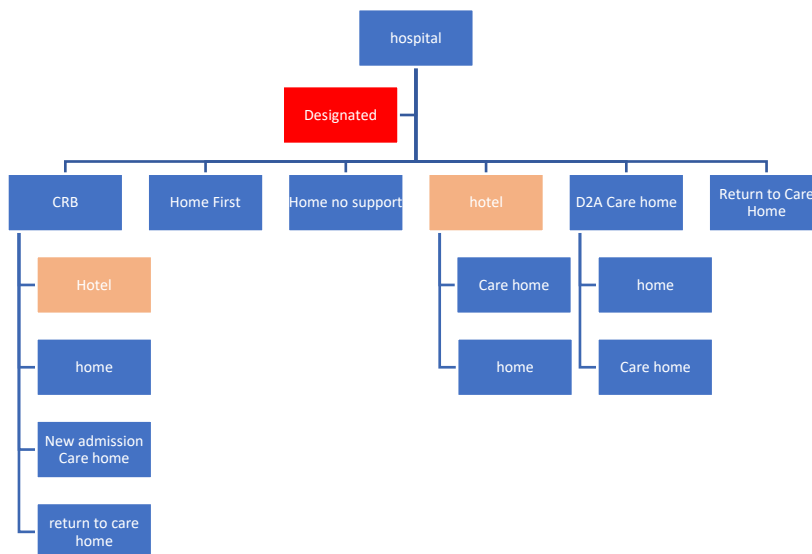 hospital
Designated
CRB
Home First
Home no support
hotel
D2A Care home
Return to Care
Home
Hotel
home
New admission
Care home
return to care
home
Care home
home
home
Care home